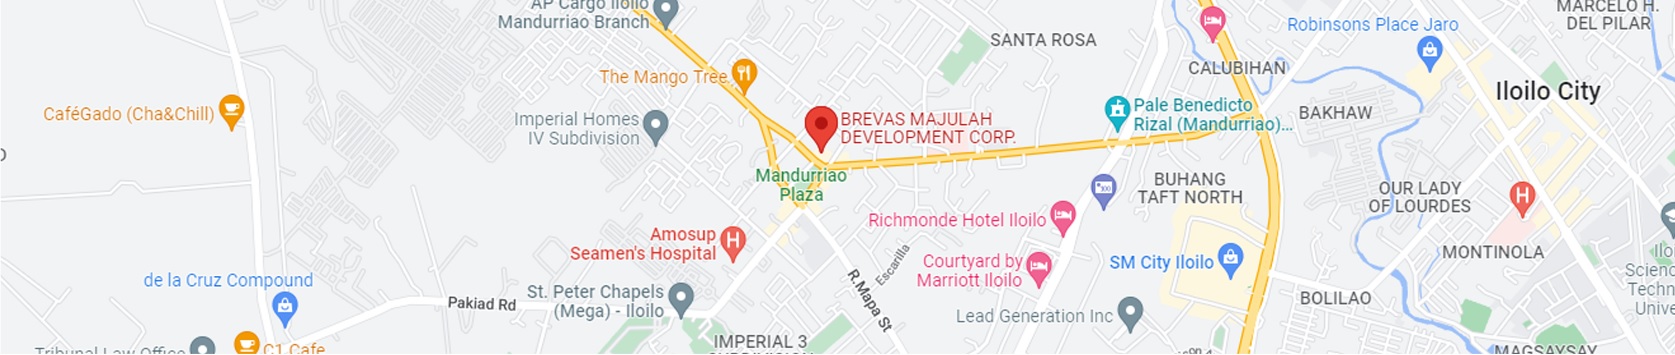 AP Cargo Iloilo
Mandurriao Branch
MARCELO H.
DEL PILAR
Robinsons Place Jaro
SANTA ROSA
CALUBIHAN
The Mango Tree
Iloilo City
CaféGado (Cha&Chill)
Imperial Homes
IV Subdivision
BREVAS MAJULAH
DEVELOPMENT CORP.
Pale Benedicto
Rizal (Mandurriao)...
BAKHAW
Mandurriao
Plaza
BUHANG
TAFT NORTH
OUR LADY
OF LOURDES
Richmonde Hotel Iloilo
Amosup
Seamen's Hospital
Escarilla
MONTINOLA
Courtyard by
Marriott Iloilo
SM City Iloilo
de la Cruz Compound
R.Mapa St
St. Peter Chapels
(Mega) - Iloilo
Pakiad Rd
BOLILAO
Lead Generation Inc
IMPERIAL 3
Tribunal Law Office
C1 Cafe
MAGSAYSAY